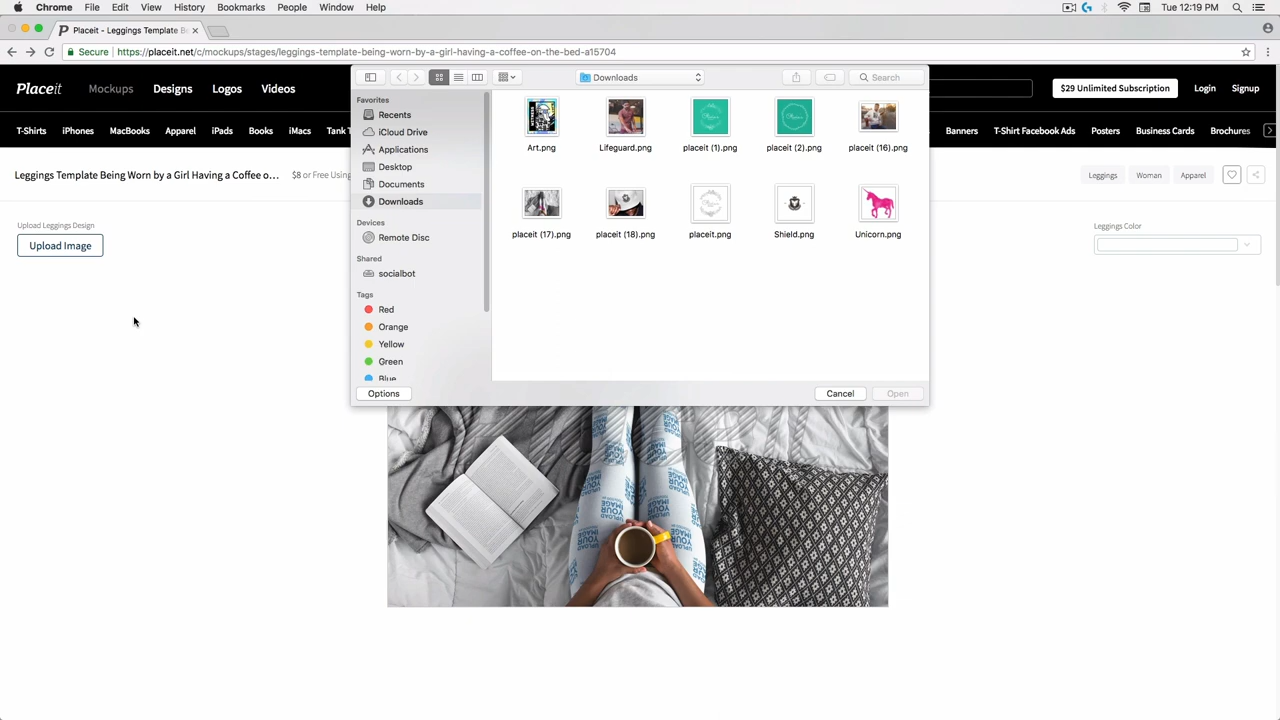 Chrome File Edit View History Bookmarks People Window Help Tue 12:19 PM
Placeit - Leggings Template B
Secure https://placeit.net/c/mockups/stages/leggings-template-being-worn-by-a-girl-having-a-coffee-on-the-bed-a15704
Placeit Mockups Designs Logos Videos $29 Unlimited Subscription Login Signup
T-Shirts iPhones MacBooks Apparel iPads Books iMacs Tank T Banners T-Shirt Facebook Ads Posters Business Cards Brochures
Leggings Template Being Worn by a Girl Having a Coffee o... $8 or Free Using Leggings Woman Apparel
Upload Leggings Design
Upload Image
Leggings Color
Downloads
Search
Favorites
Recents
iCloud Drive
Applications
Desktop
Documents
Downloads
Devices
Remote Disc
Shared
socialbot
Tags
Red
Orange
Yellow
Green
Blue
Art.png Lifeguard.png placeit (1).png placeit (2).png placeit (16).png
placeit (17).png placeit (18).png placeit.png Shield.png Unicorn.png
Options Cancel Open
UPLOAD
YOUR
IMAGE